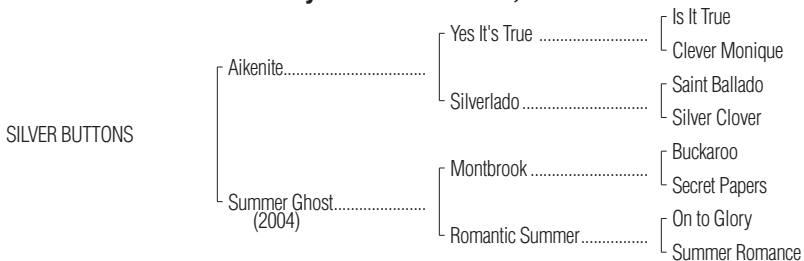 Is It True
Yes It's True ............................
Clever Monique
Aikenite.....................................
Saint Ballado
Silverlado ................................
Silver Clover
SILVER BUTTONS
Buckaroo
Montbrook ..............................
Secret Papers
Summer Ghost........................
(2004)
On to Glory
Romantic Summer.................
Summer Romance